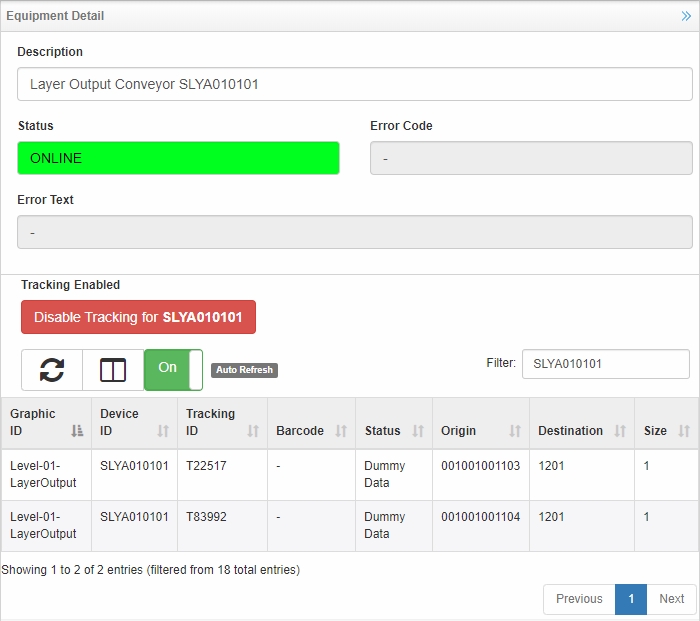 Equipment Detail
Description
Layer Output Conveyor SLYA010101
Status Error Code
ONLINE -
Error Text
-
Tracking Enabled
Disable Tracking for SLYA010101
On Auto Refresh Filter: SLYA010101
Graphic ID Device ID Tracking ID Barcode Status Origin Destination Size
Level-01- SLYA010101 T22517 - Dummy 001001001103 1201 1
LayerOutput Data
Level-01- SLYA010101 T83992 - Dummy 001001001104 1201 1
LayerOutput Data
Showing 1 to 2 of 2 entries (filtered from 18 total entries)
Previous 1 Next